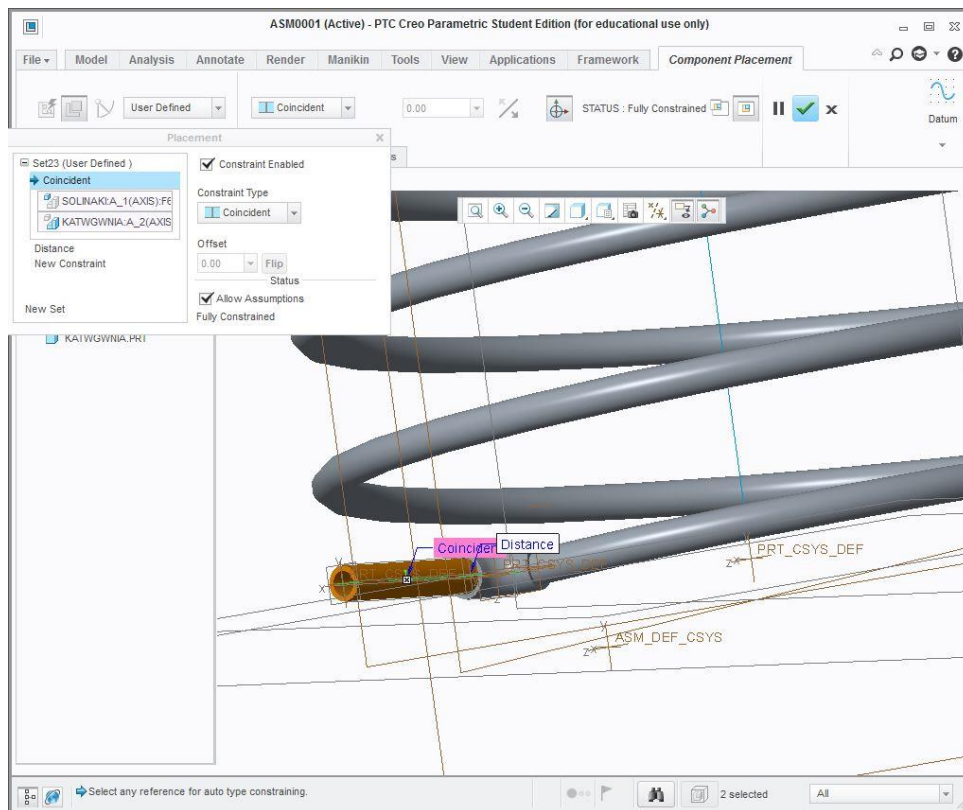 ASM0001 (Active) - PTC Creo Parametric Student Edition (for educational use only)
File Model Analysis Annotate Render Manikin Tools View Applications Framework Component Placement
User Defined Coincident 0.00 STATUS : Fully Constrained Datum
Placement
Set23 (User Defined )
Coincident
SOLINAKI:A_1(AXIS):F6
KATWGWNIA:A_2(AXIS
Distance
New Constraint
New Set
Constraint Enabled
Constraint Type
Coincident
Offset
0.00 Flip
Status
Allow Assumptions
Fully Constrained
KATWGWNIA.PRT
Distance
PRT_CSYS_DEF
ASM_DEF_CSYS
Select any reference for auto type constraining.
2 selected
All